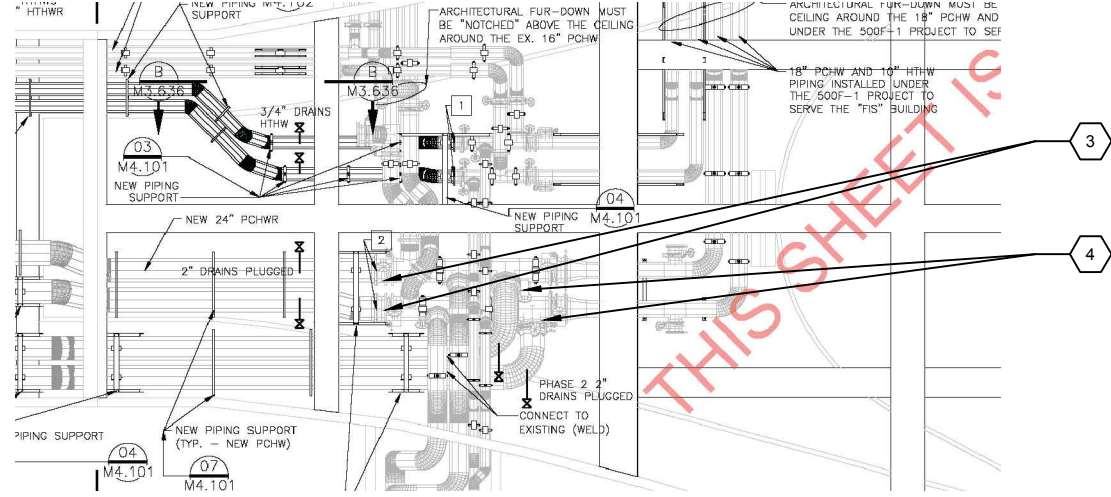 " HTHWR
NEW PIPING M4.102
SUPPORT
ARCHITECTURAL FUR-DOWN MUST
BE "NOTCHED" ABOVE THE CEILING
AROUND THE EX. 16" PCHW
ARCHITECTURAL FUR-DOWN MUST BE
CEILING AROUND THE 18" PCHW AND
UNDER THE 500F-1 PROJECT TO SER
18" PCHW AND 10" HTHW
PIPING INSTALLED UNDER
THE 500F-1 PROJECT TO
SERVE THE "FIS" BUILDING
B
M3.636
B
M3.636
3/4" DRAINS
HTHW
1
03
M4.101
NEW PIPING
SUPPORT
3
THIS SHEET IS
04
M4.101
NEW PIPING
SUPPORT
NEW 24" PCHWR
2
2" DRAINS PLUGGED
4
PHASE 2 2"
DRAINS PLUGGED
CONNECT TO
EXISTING (WELD)
PIPING SUPPORT
NEW PIPING SUPPORT
(TYP. – NEW PCHW)
04
M4.101
07
M4.101